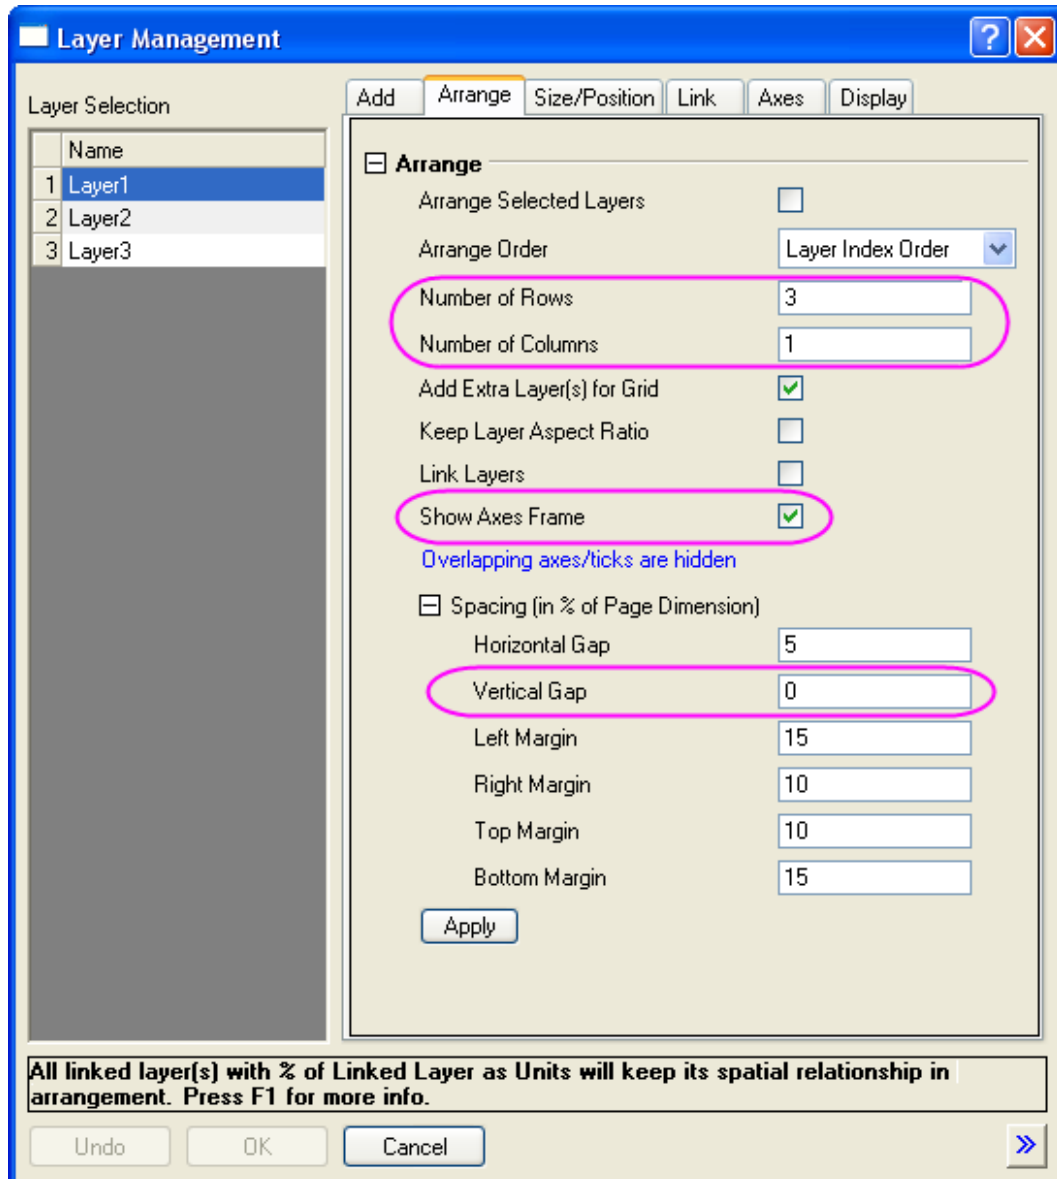 Layer Management
Layer Selection
Name
1 Layer1
2 Layer2
3 Layer3
Add Arrange Size/Position Link Axes Display
Arrange
Arrange Selected Layers
Arrange Order Layer Index Order
Number of Rows 3
Number of Columns 1
Add Extra Layer(s) for Grid
Keep Layer Aspect Ratio
Link Layers
Show Axes Frame
Overlapping axes/ticks are hidden
Spacing (in % of Page Dimension)
Horizontal Gap 5
Vertical Gap 0
Left Margin 15
Right Margin 10
Top Margin 10
Bottom Margin 15
Apply
All linked layer(s) with % of Linked Layer as Units will keep its spatial relationship in
arrangement. Press F1 for more info.
Undo OK Cancel